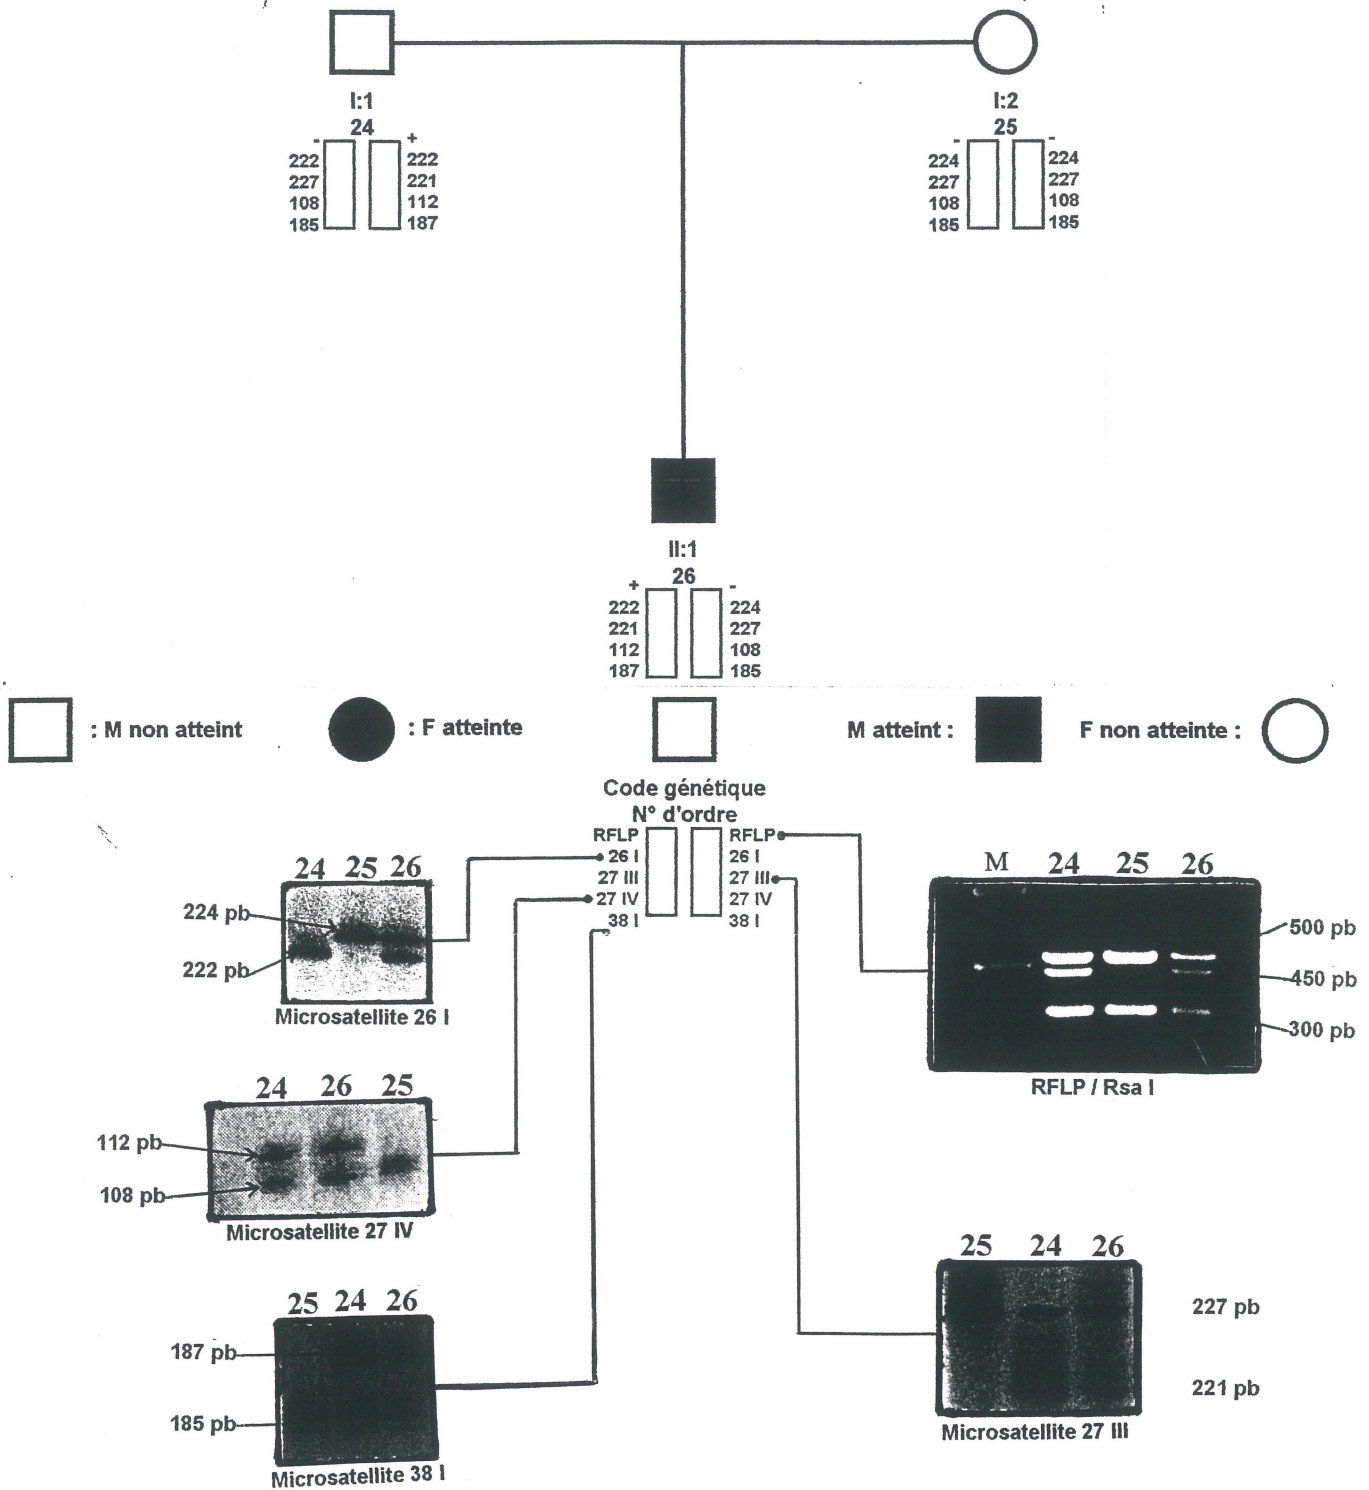 I:1
24
- +
222 222
227 221
108 112
185 187
I:2
25
- -
224 224
227 227
108 108
185 185
II:1
26
+ -
222 224
221 227
112 108
187 185
: M non atteint
: F atteinte
M atteint :
F non atteinte :
Code génétique
N° d'ordre
RFLP RFLP
26 I 26 I
27 III 27 III
27 IV 27 IV
38 I 38 I
24 25 26
224 pb
222 pb
Microsatellite 26 I
24 26 25
112 pb
108 pb
Microsatellite 27 IV
25 24 26
187 pb
185 pb
Microsatellite 38 I
M 24 25 26
500 pb
450 pb
300 pb
RFLP / Rsa I
25 24 26
227 pb
221 pb
Microsatellite 27 III